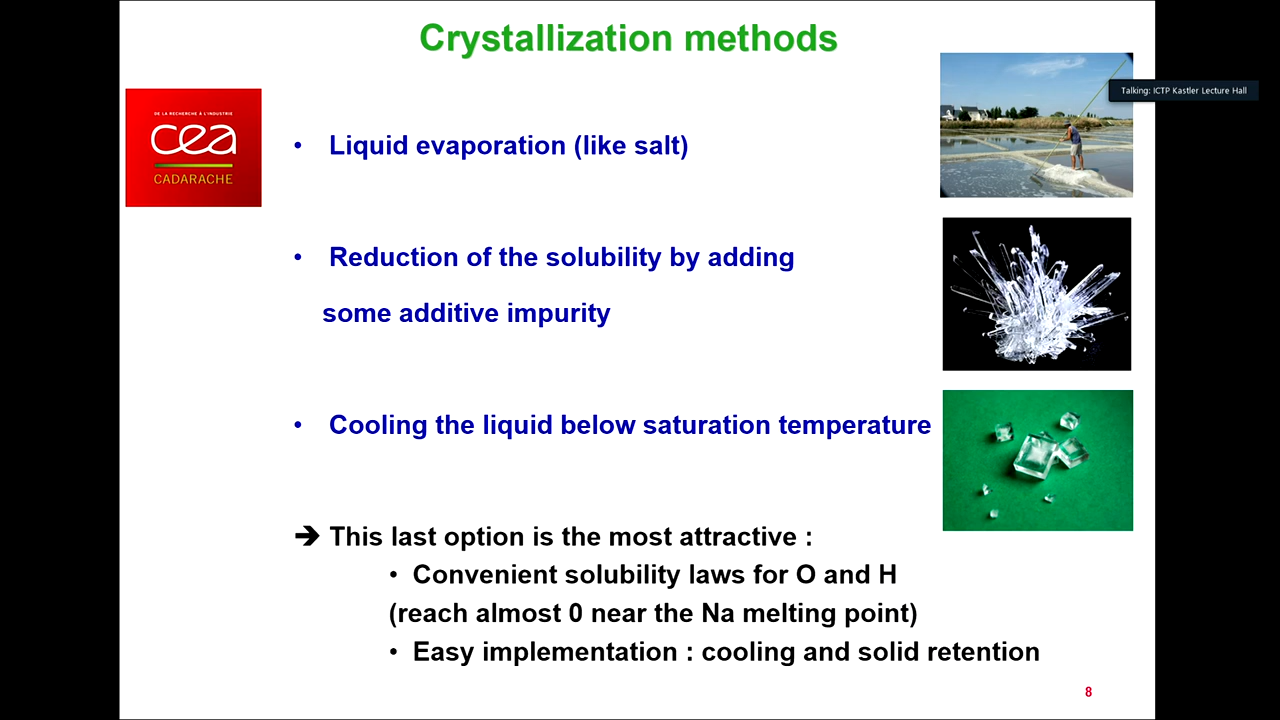 Crystallization methods
DE LA RECHERCHE À L'INDUSTRIE
cea
CADARACHE
Talking: ICTP Kastler Lecture Hall
• Liquid evaporation (like salt)
• Reduction of the solubility by adding
some additive impurity
• Cooling the liquid below saturation temperature
➔ This last option is the most attractive :
• Convenient solubility laws for O and H
(reach almost 0 near the Na melting point)
• Easy implementation : cooling and solid retention
8